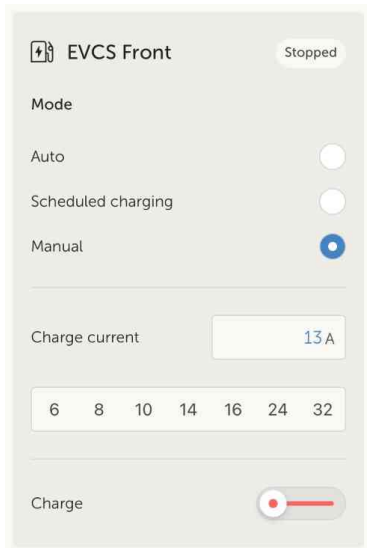 EVCS Front
Stopped
Mode
Auto
Scheduled charging
Manual
Charge current
13 A
6 8 10 14 16 24 32
Charge